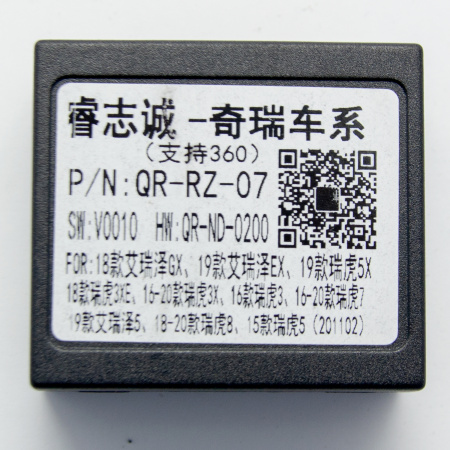 睿志诚-奇瑞车系
(支持360)
P/N:QR-RZ-07
SW:V0010 HW:QR-ND-0200
FOR:18款艾瑞泽GX、19款艾瑞泽EX、19款瑞虎5X
18款瑞虎3XE、16-20款瑞虎3X、16款瑞虎3、16-20款瑞虎7
19款艾瑞泽5、18-20款瑞虎8、15款瑞虎5(201102)